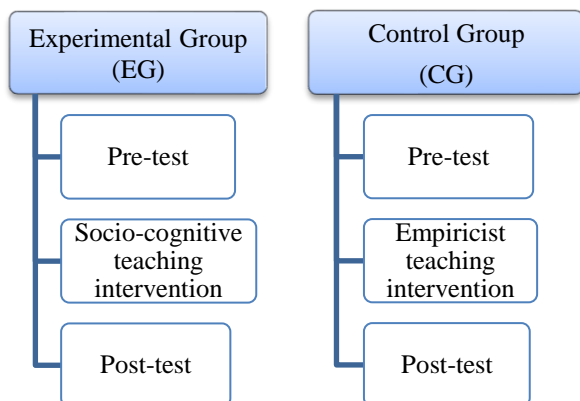 Experimental Group
(EG)
Pre-test
Socio-cognitive
teaching
intervention
Post-test
Control Group
(CG)
Pre-test
Empiricist
teaching
intervention
Post-test